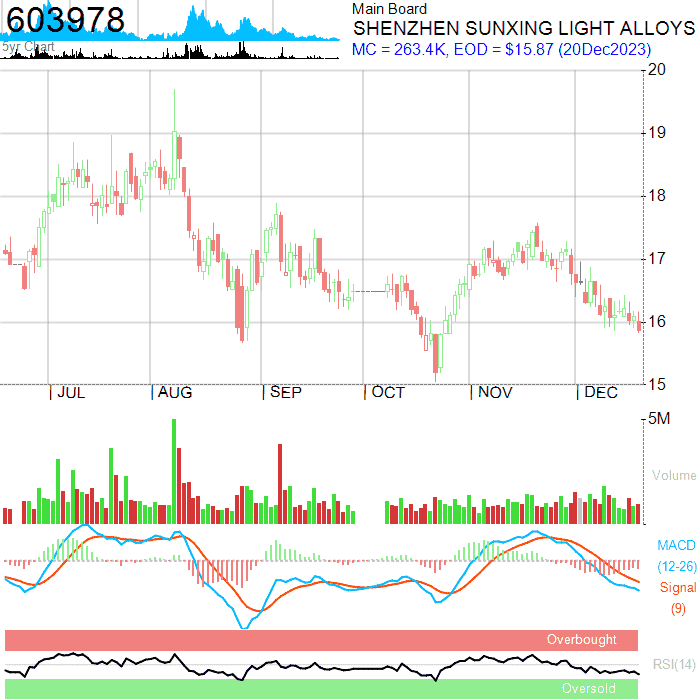 603978
5yr Chart
Main Board
SHENZHEN SUNXING LIGHT ALLOYS
MC = 263.4K, EOD = $15.87 (20Dec2023)
20
19
18
17
16
15
JUL
AUG
SEP
OCT
NOV
DEC
5M
Volume
MACD
(12-26)
Signal
(9)
Overbought
RSI(14)
Oversold